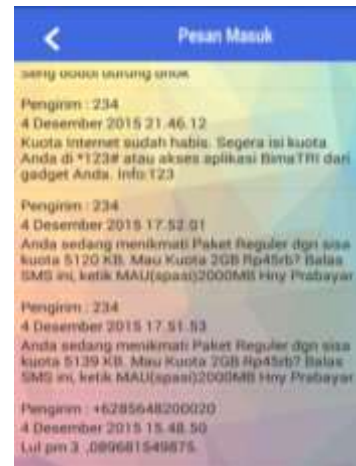 Pesan Masuk
Pengirim : 234
4 Desember 2015 21.46.12
Kuota Internet sudah habis. Segera isi kuota
Anda di *123# atau akses aplikasi BimaTRI dari
gadget Anda. Info:123
Pengirim : 234
4 Desember 2015 17.52.01
Anda sedang menikmati Paket Reguler dgn sisa
kuota 5120 KB. Mau Kuota 2GB Rp45rb? Balas
SMS ini, ketik MAU(spasi)2000MB Hny Prabayar
Pengirim : 234
4 Desember 2015 17.51.53
Anda sedang menikmati Paket Reguler dgn sisa
kuota 5139 KB. Mau Kuota 2GB Rp45rb? Balas
SMS ini, ketik MAU(spasi)2000MB Hny Prabayar
Pengirim : +6285648200020
4 Desember 2015 15.48.50
Lul pm 3 ,089681549875.